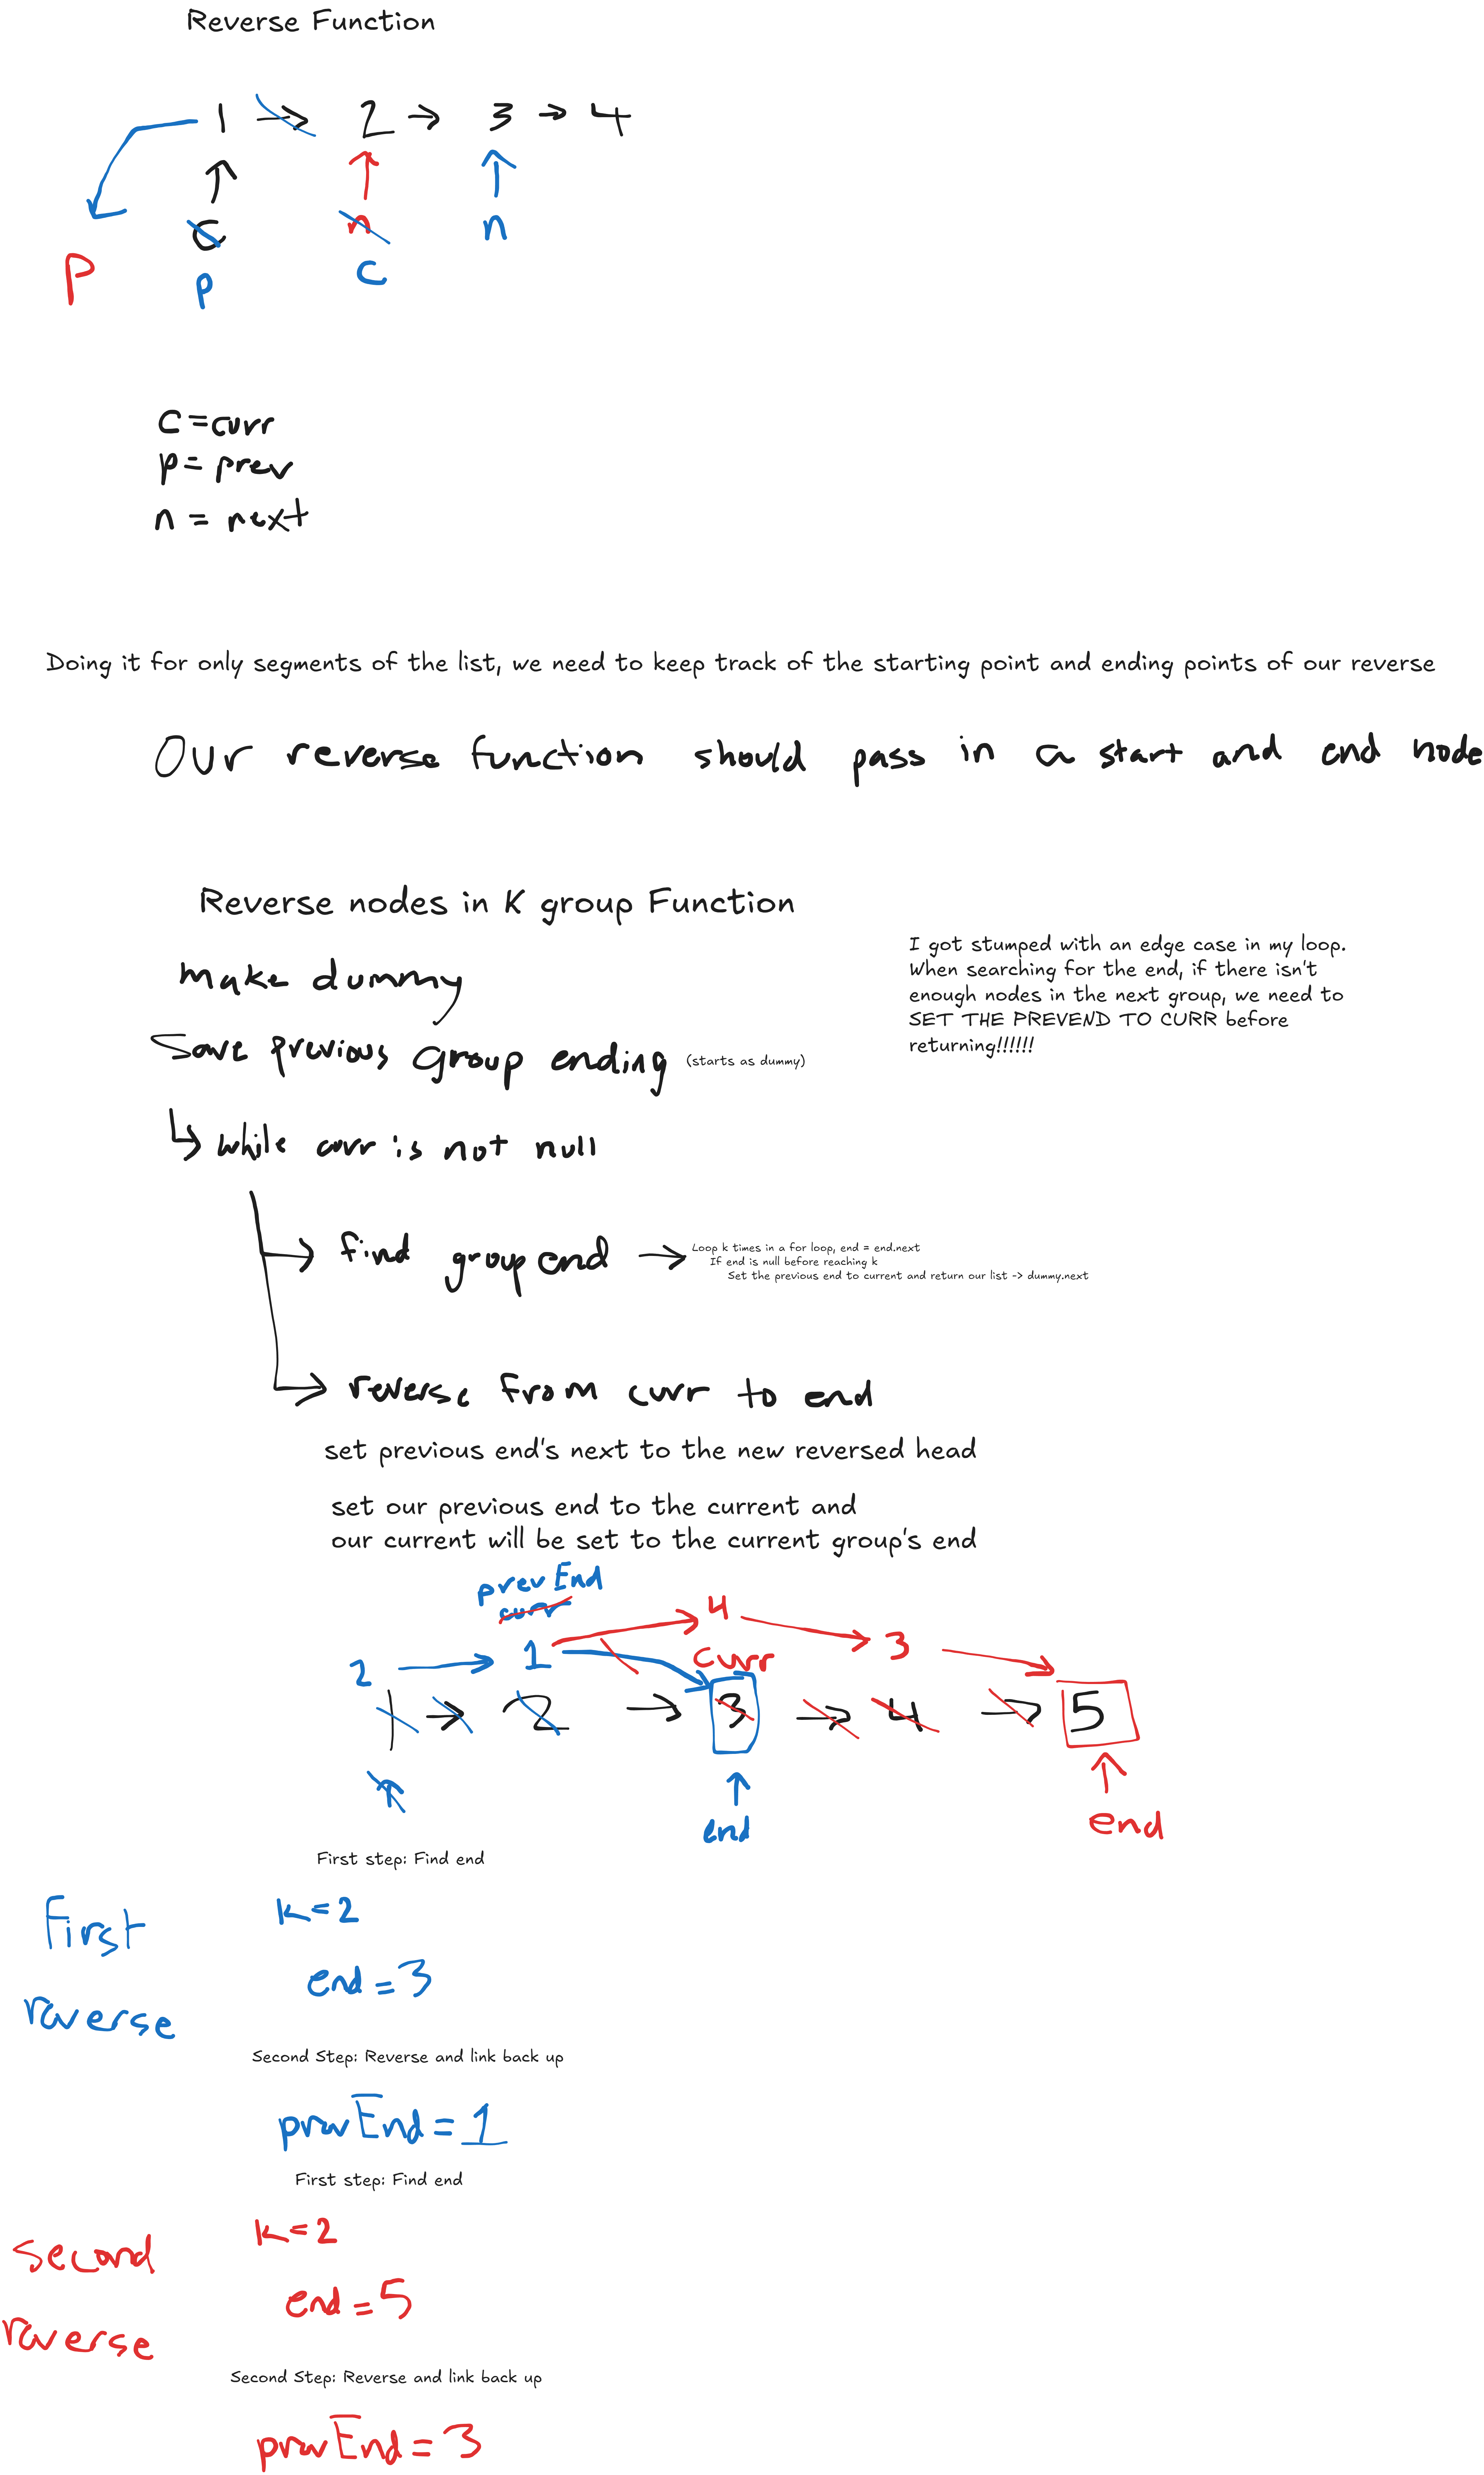 Reverse Function
1 → 2 → 3 → 4
c n n
P p c
c = curr
p = prev
n = next
Doing it for only segments of the list, we need to keep track of the starting point and ending points of our reverse
Our reverse function should pass in a start and end node
Reverse nodes in K group Function
I got stumped with an edge case in my loop.
When searching for the end, if there isn't
enough nodes in the next group, we need to
SET THE PREVEND TO CURR before
returning!!!!!!
make dummy
Save previous group ending (starts as dummy)
↳ while curr is not null
→ find group end → Loop k times in a for loop, end = end.next
If end is null before reaching k
Set the previous end to current and return our list -> dummy.next
→ reverse from curr to end
set previous end's next to the new reversed head
set our previous end to the current and
our current will be set to the current group's end
prevEnd
curr
4
2 → 1 curr 3
1 → 2 → 3 → 4 → 5
end end
First step: Find end
First
reverse
k=2
end = 3
Second Step: Reverse and link back up
prevEnd = 1
First step: Find end
second
reverse
k=2
end = 5
Second Step: Reverse and link back up
prevEnd = 3